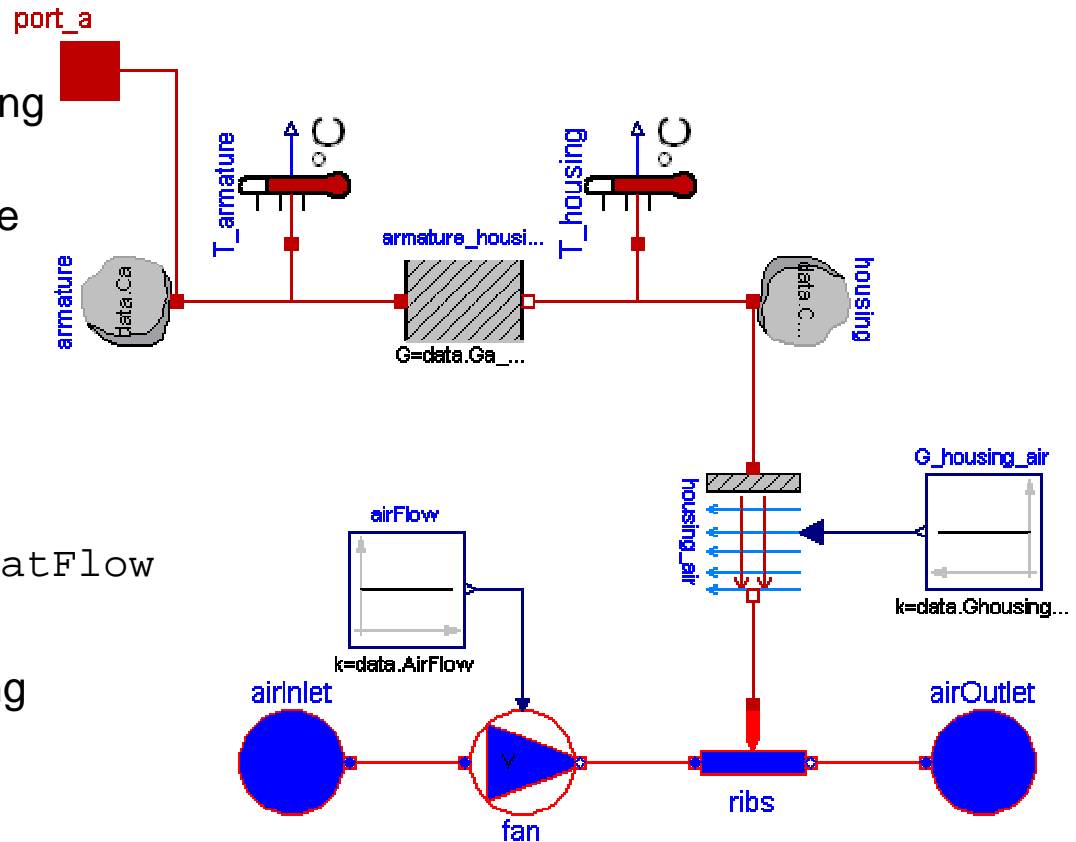 port_a
ng
e
T_armature
°C
T_housing
°C
armature_housi...
armature
data.Ca
G=data.Ga_...
data.C...
housing
G_housing_air
housing_air
k=data.Ghousing...
airFlow
atFlow
k=data.AirFlow
ng
airInlet
airOutlet
V
ribs
fan